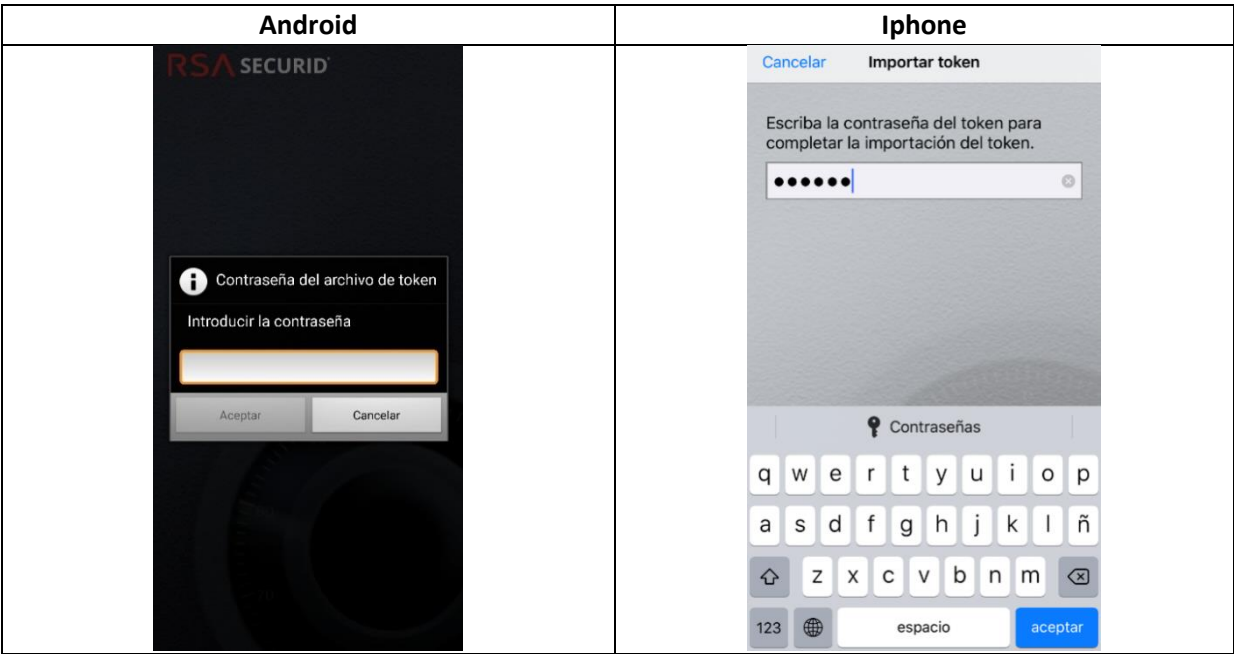 Android
Iphone
RSA SECURID
Contraseña del archivo de token
Introducir la contraseña
Aceptar
Cancelar
Cancelar
Importar token
Escriba la contraseña del token para
completar la importación del token.
Contraseñas
q w e r t y u i o p
a s d f g h j k l ñ
z x c v b n m
123
espacio
aceptar